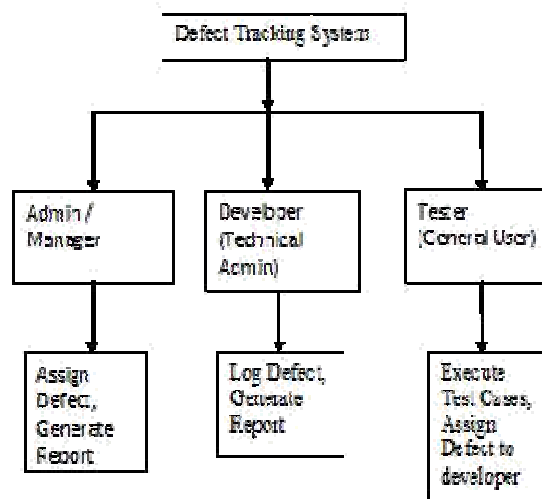 Defect Tracking System
Admin /
Manager
Developer
(Technical
Admin)
Tester
(General User)
Assign
Defect,
Generate
Report
Log Defect,
Generate
Report
Execute
Test Cases,
Assign
Defect to
developer